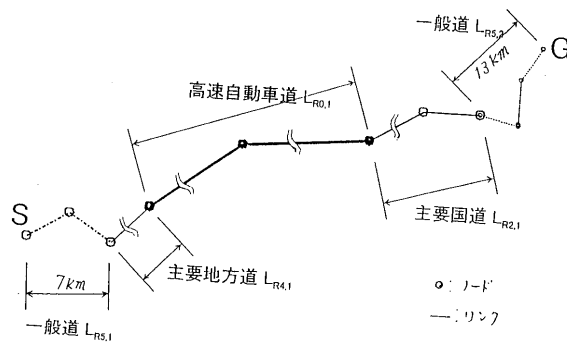 一般道 L_R5,2
G
13km
高速自動車道 L_R0,1
主要国道 L_R2,1
S
主要地方道 L_R4,1
7km
一般道 L_R5,1
◎:ノード
—:リンク